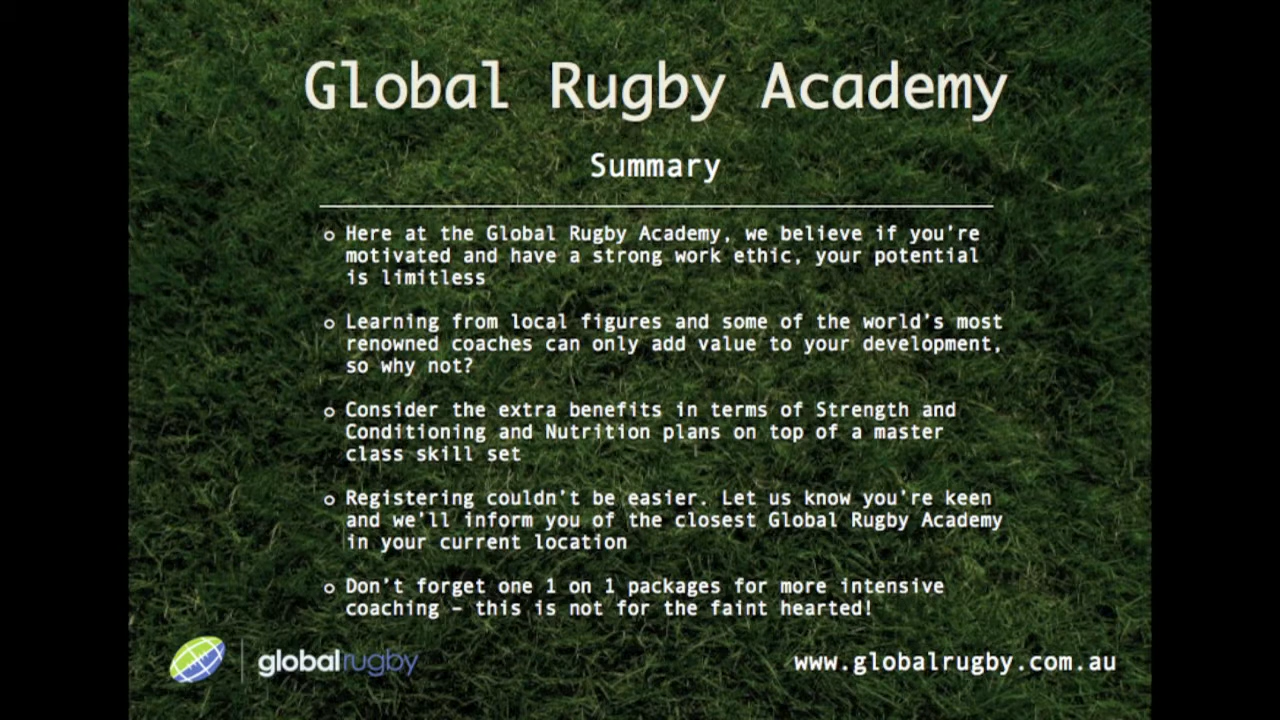 Global Rugby Academy
Summary
o Here at the Global Rugby Academy, we believe if you're
motivated and have a strong work ethic, your potential
is limitless
o Learning from local figures and some of the world's most
renowned coaches can only add value to your development,
so why not?
o Consider the extra benefits in terms of Strength and
Conditioning and Nutrition plans on top of a master
class skill set
o Registering couldn't be easier. Let us know you're keen
and we'll inform you of the closest Global Rugby Academy
in your current location
o Don't forget one 1 on 1 packages for more intensive
coaching – this is not for the faint hearted!
globalrugby
www.globalrugby.com.au